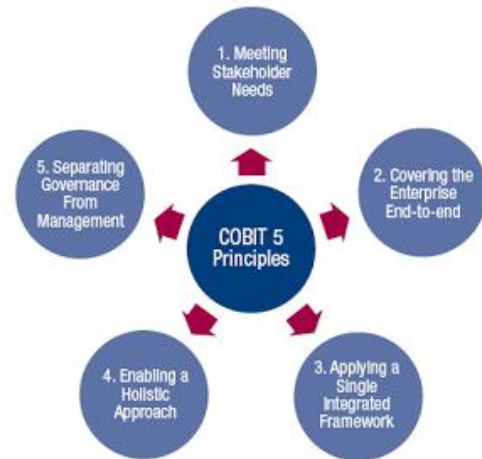 1. Meeting
Stakeholder
Needs
2. Covering the
Enterprise
End-to-end
3. Applying a
Single
Integrated
Framework
4. Enabling a
Holistic
Approach
5. Separating
Governance
From
Management
COBIT 5
Principles